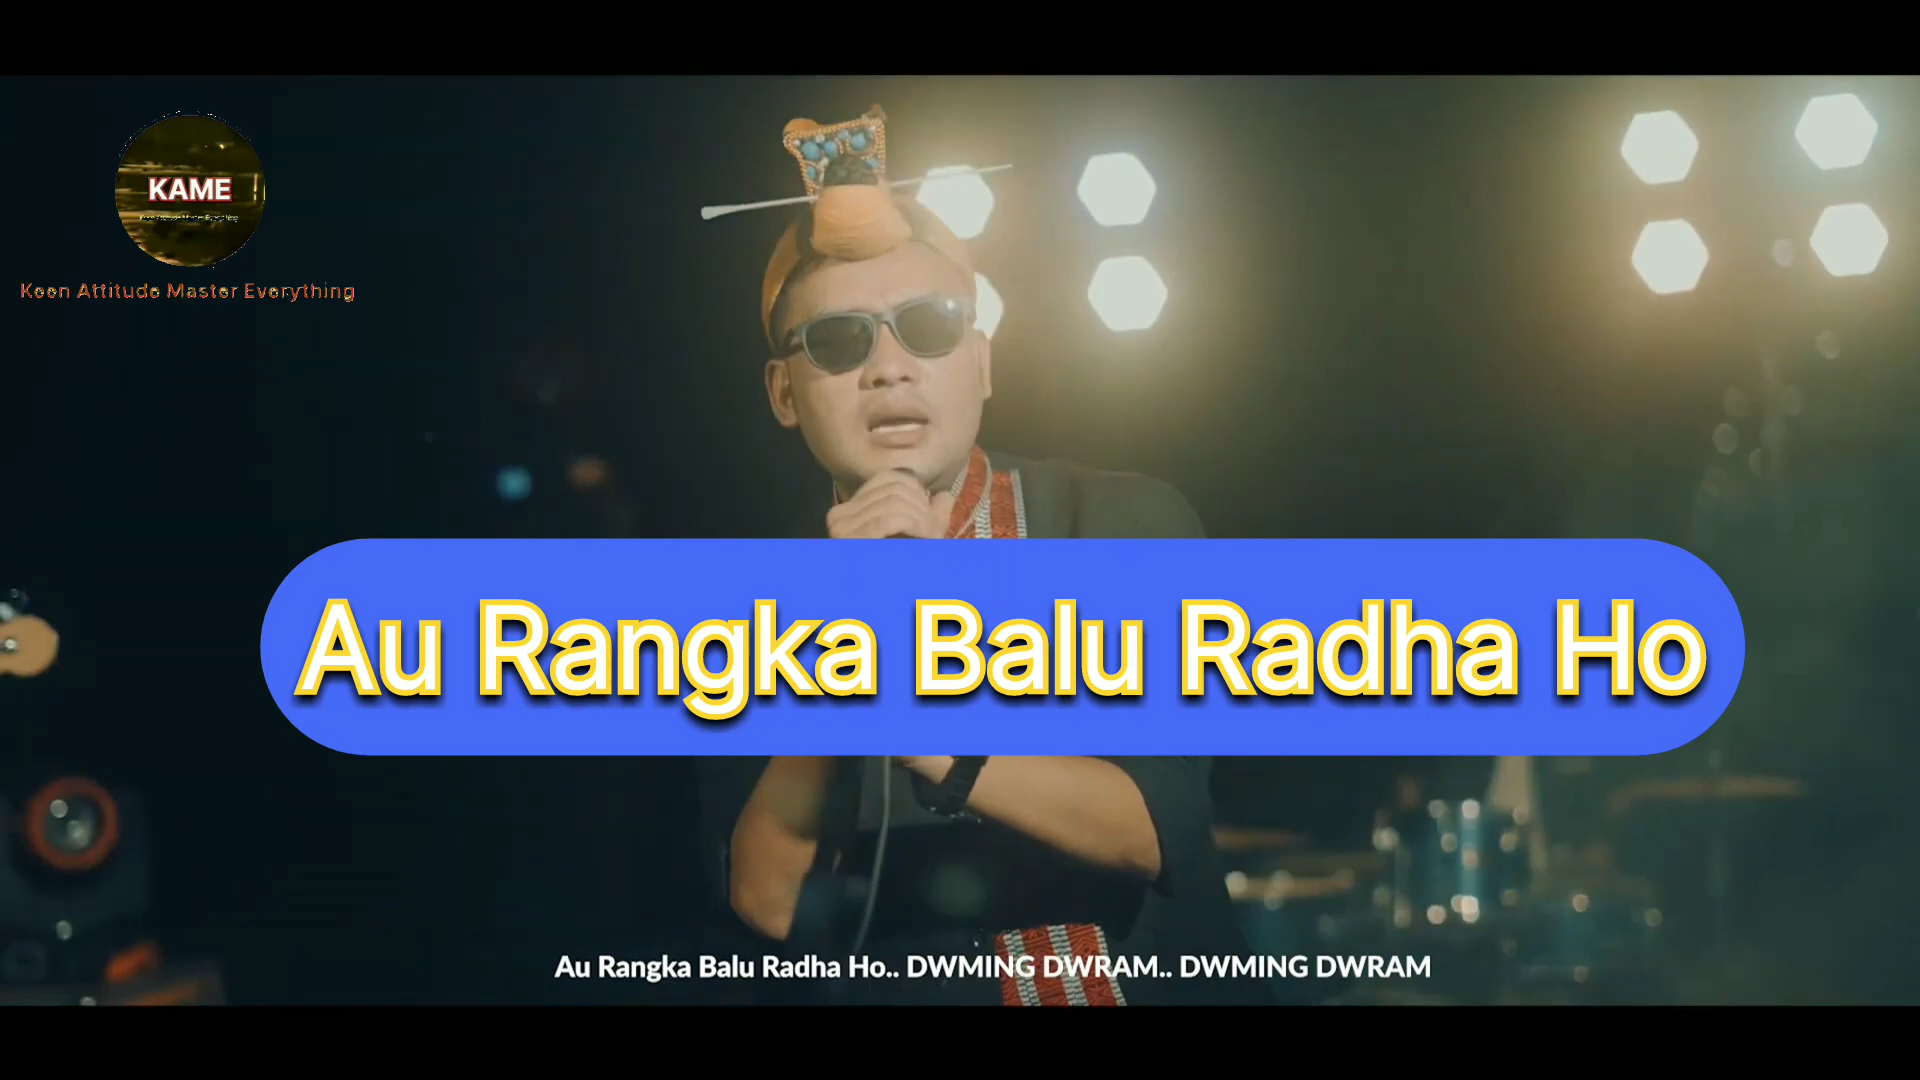 KAME
Keen Attitude Master Everything
Au Rangka Balu Radha Ho
Au Rangka Balu Radha Ho.. DWMING DWRAM.. DWMING DWRAM